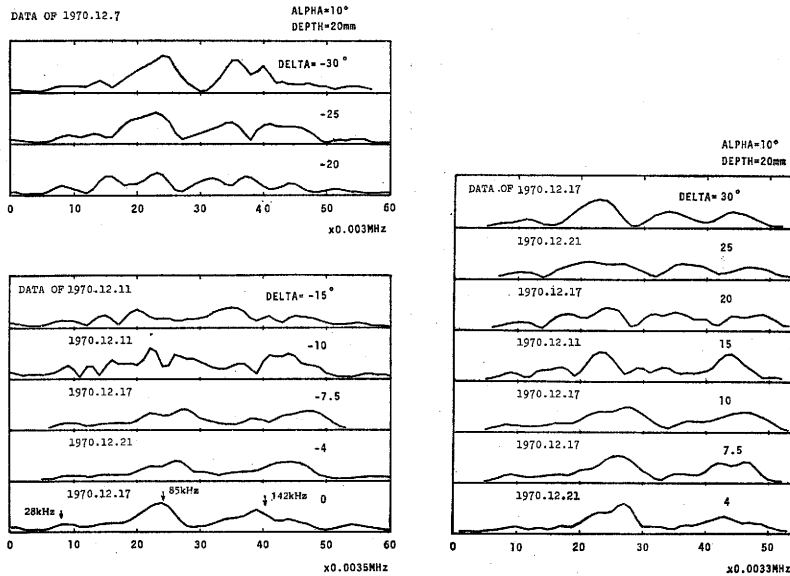 DATA OF 1970.12.7
ALPHA=10°
DEPTH=20mm
DELTA= -30°
-25
-20
0 10 20 30 40 50 60
x0.003MHz
DATA OF 1970.12.11
DELTA= -15°
1970.12.11
-10
1970.12.17
-7.5
1970.12.21
-4
1970.12.17
0
28kHz
85kHz
142kHz
0 10 20 30 40 50 60
x0.0035MHz
ALPHA=10°
DEPTH=20mm
DATA OF 1970.12.17
DELTA= 30°
1970.12.21
25
1970.12.17
20
1970.12.11
15
1970.12.17
10
1970.12.17
7.5
1970.12.21
4
0 10 20 30 40 50
x0.0033MHz